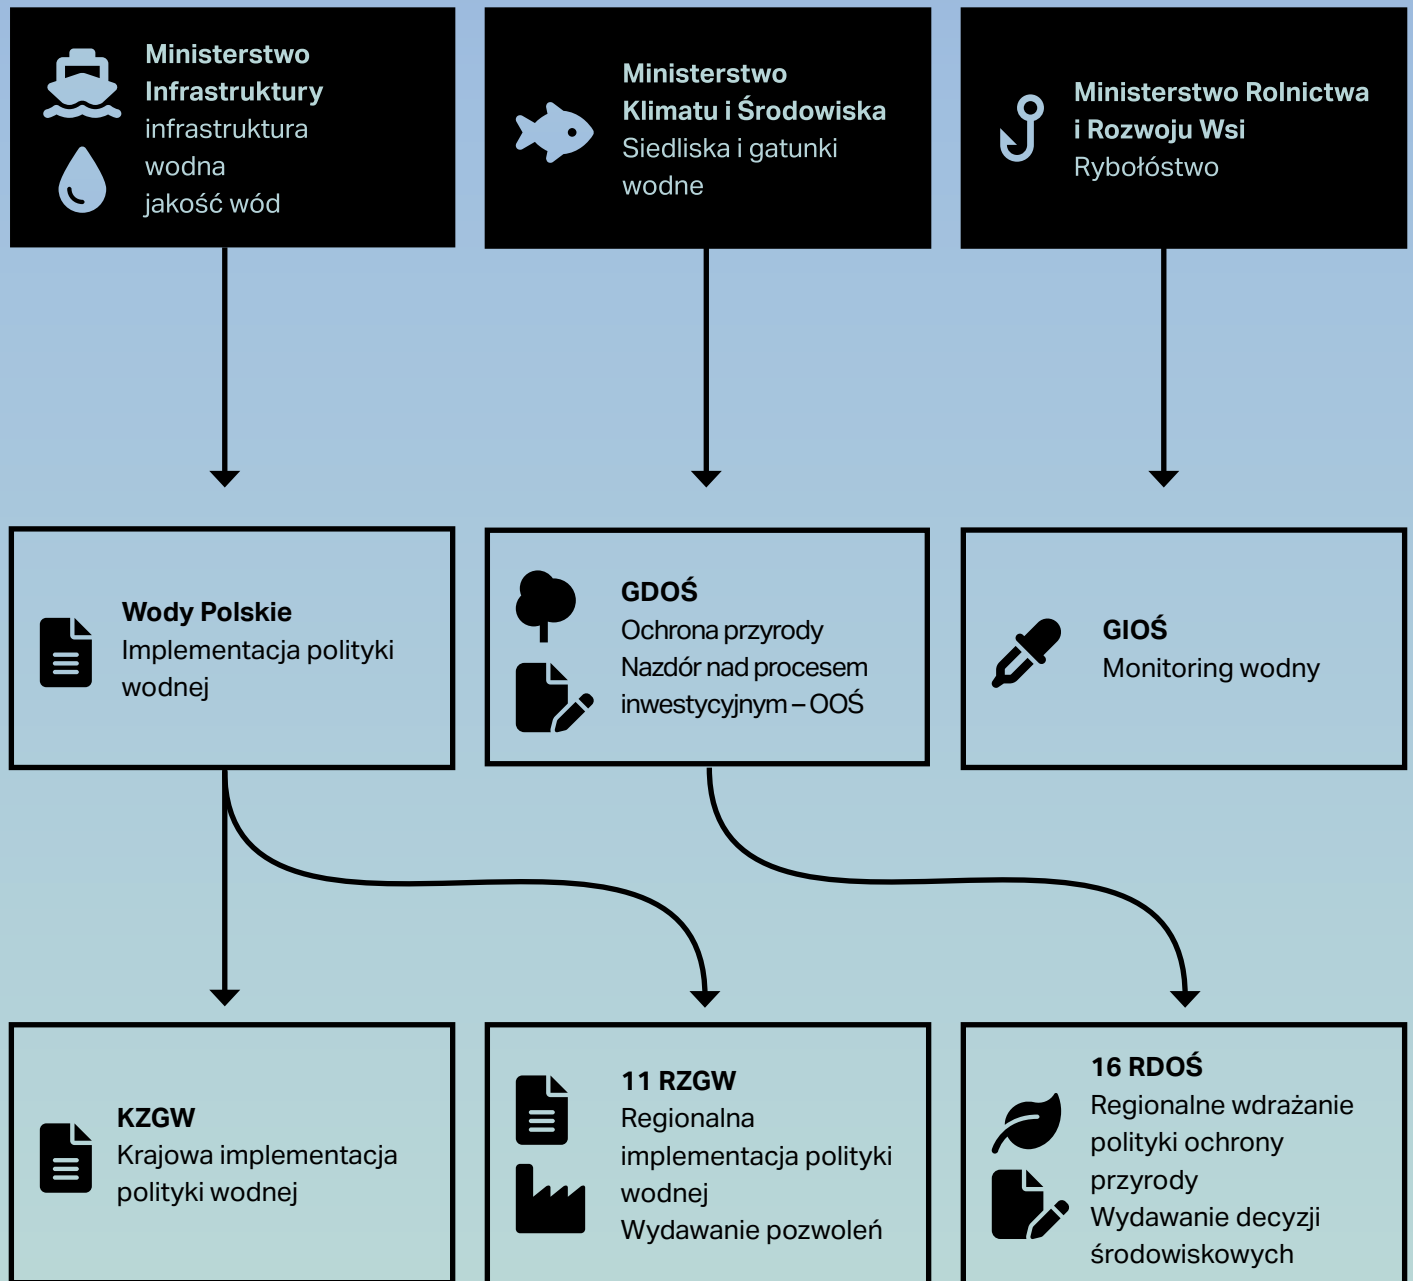 Ministerstwo
Infrastruktury
infrastruktura
wodna
jakość wód
Ministerstwo
Klimatu i Środowiska
Siedliska i gatunki
wodne
Ministerstwo Rolnictwa
i Rozwoju Wsi
Rybołóstwo
Wody Polskie
Implementacja polityki
wodnej
GDOŚ
Ochrona przyrody
Nazdór nad procesem
inwestycyjnym – OOŚ
GIOŚ
Monitoring wodny
KZGW
Krajowa implementacja
polityki wodnej
11 RZGW
Regionalna
implementacja polityki
wodnej
Wydawanie pozwoleń
16 RDOŚ
Regionalne wdrażanie
polityki ochrony
przyrody
Wydawanie decyzji
środowiskowych